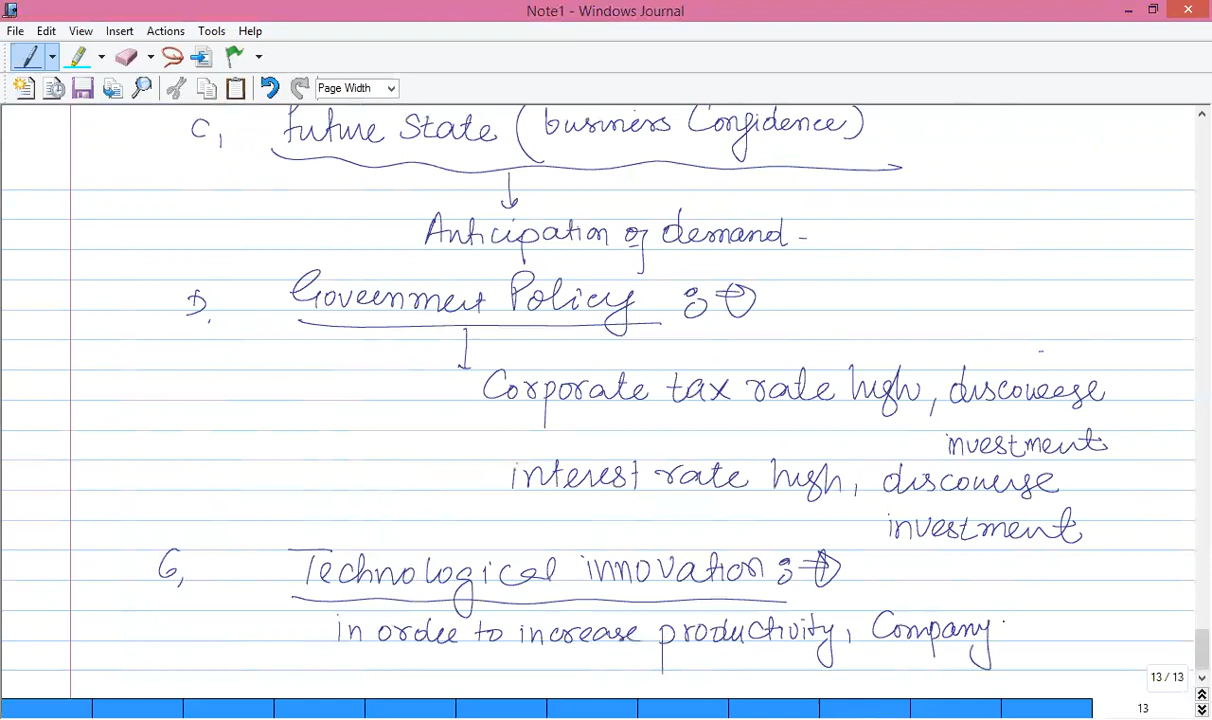 Note1 - Windows Journal
File Edit View Insert Actions Tools Help
Page Width
C, Future State (business Confidence)
Anticipation of demand -
D. Government Policy :→
Corporate tax rate high, discourage
investment
interest rate high, discourage
investment
6, Technological innovation :→
in order to increase productivity, Company
13 / 13
13